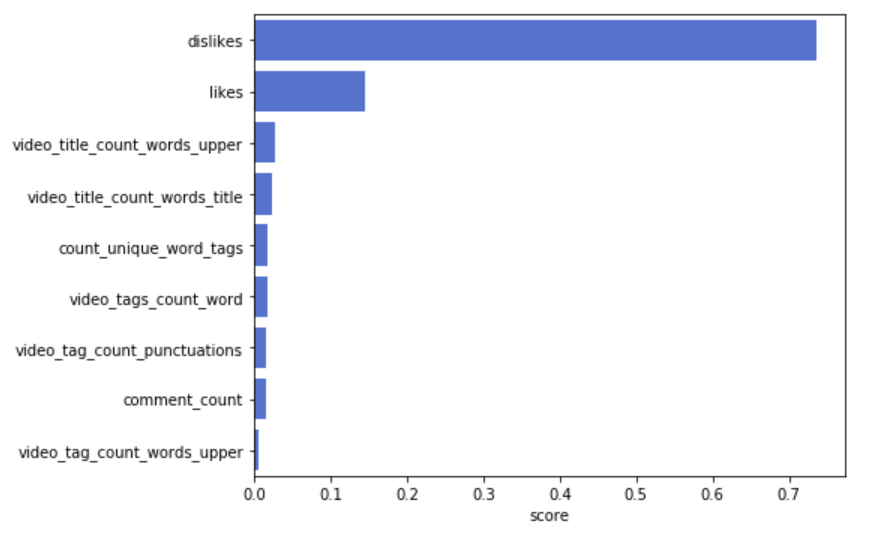 dislikes
likes
video_title_count_words_upper
video_title_count_words_title
count_unique_word_tags
video_tags_count_word
video_tag_count_punctuations
comment_count
video_tag_count_words_upper
0.0 0.1 0.2 0.3 0.4 0.5 0.6 0.7
score